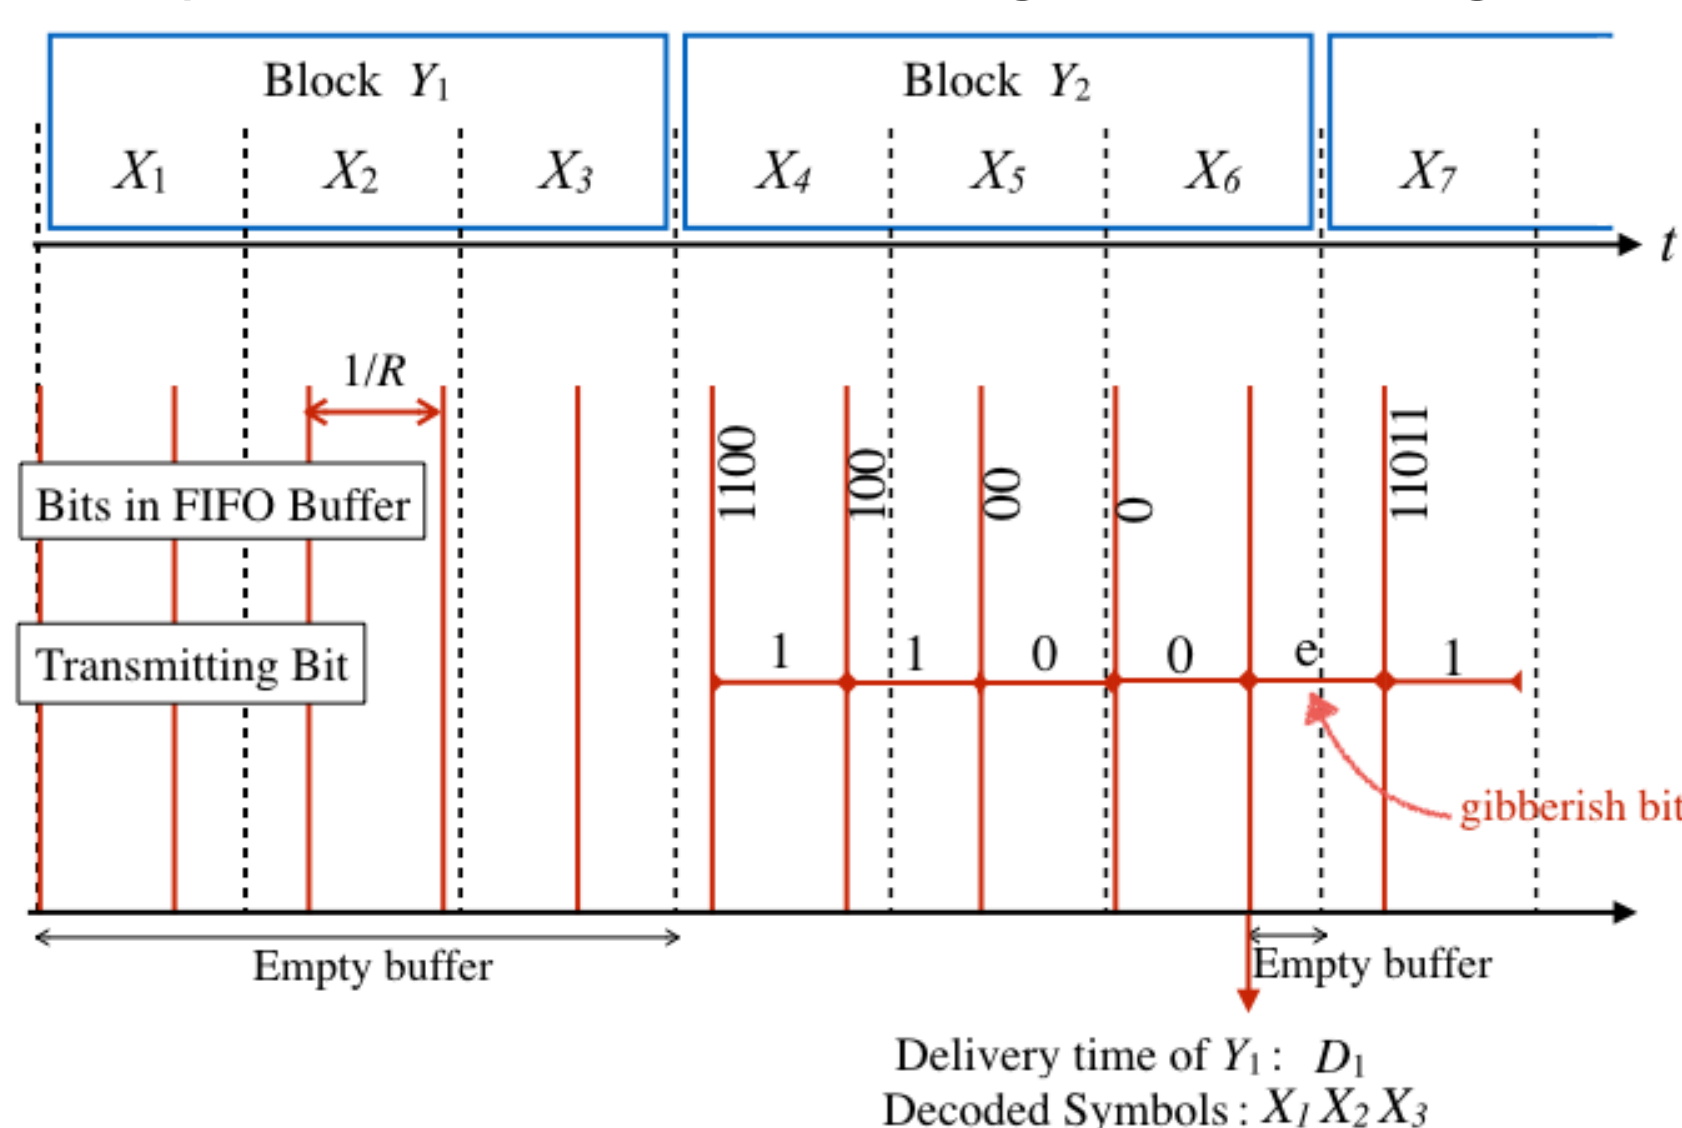 Block Y₁
Block Y₂
X₁
X₂
X₃
X₄
X₅
X₆
X₇
t
1/R
1100
100
00
0
11011
Bits in FIFO Buffer
1
1
0
0
e
1
Transmitting Bit
gibberish bit
Empty buffer
Empty buffer
Delivery time of Y₁ : D₁
Decoded Symbols : X₁ X₂ X₃